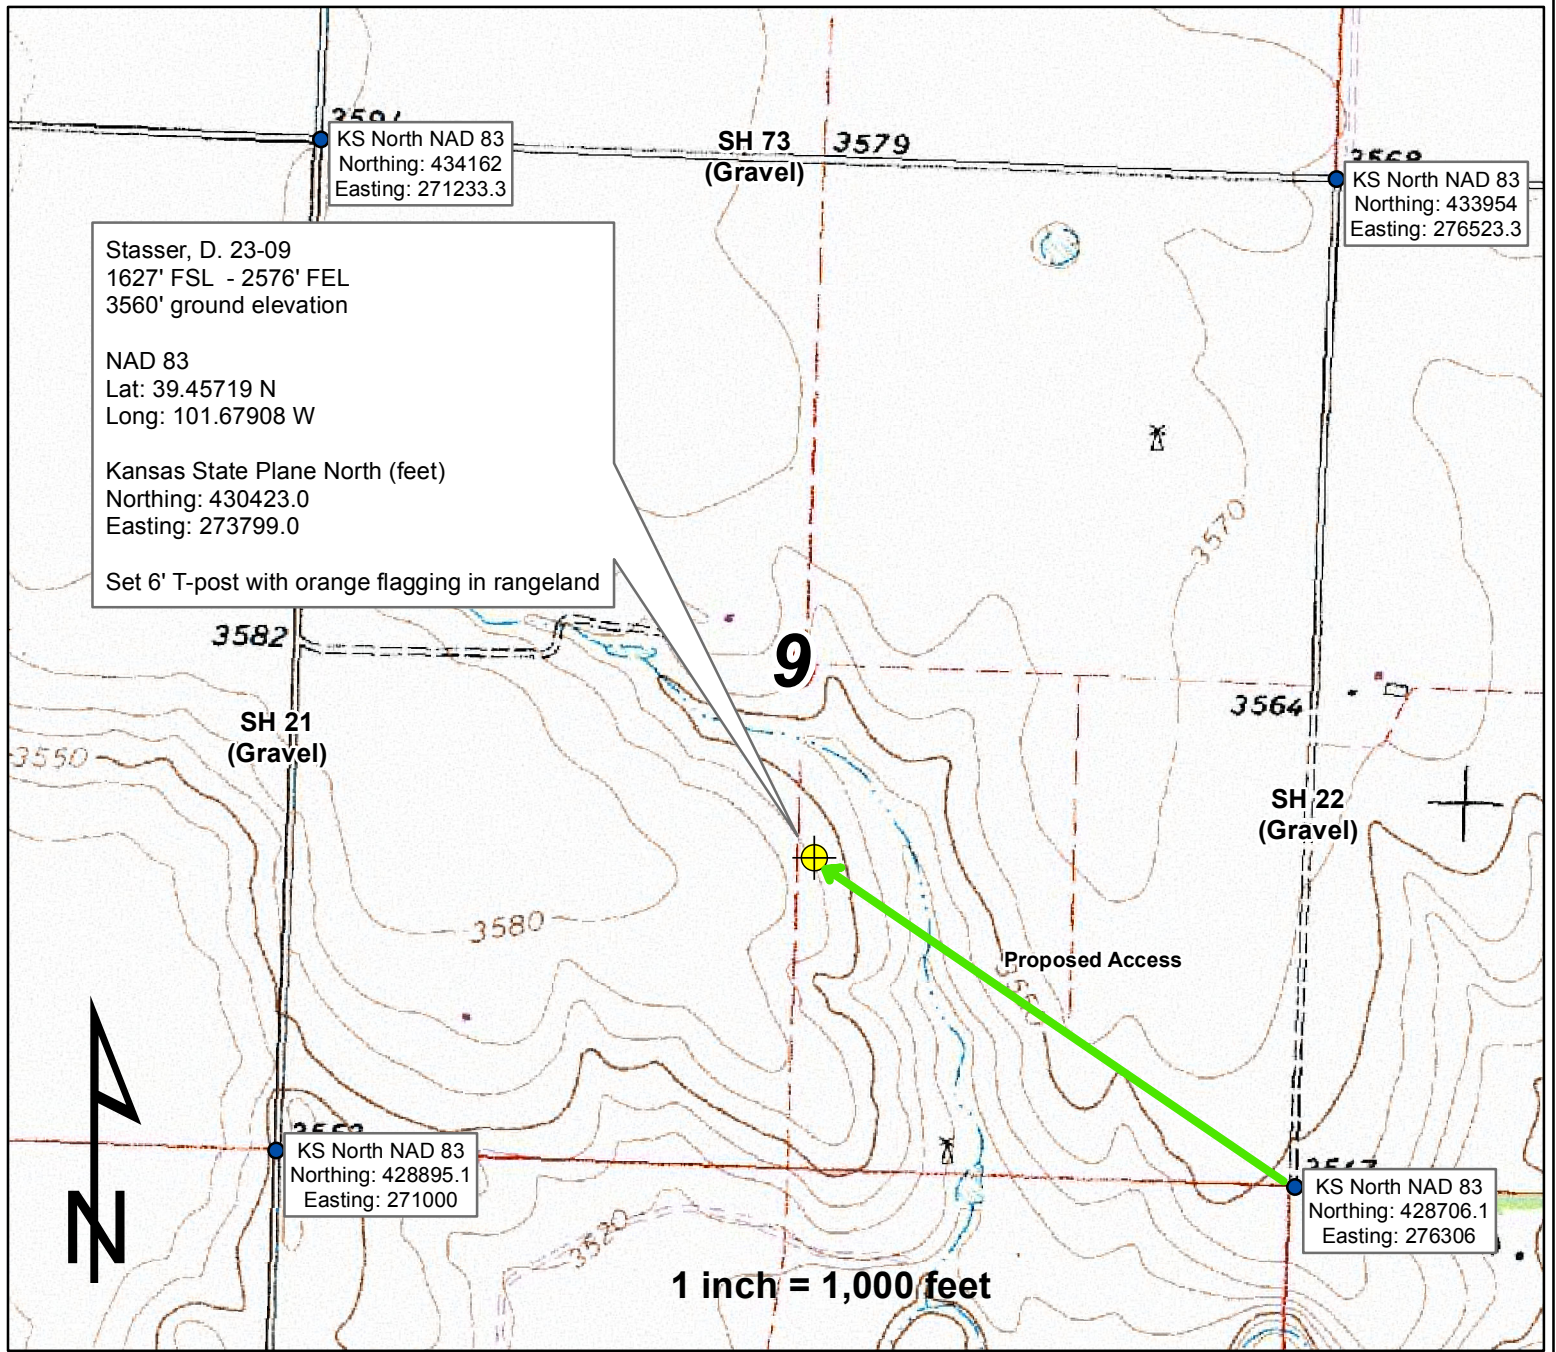 KS North NAD 83
Northing: 434162
Easting: 271233.3
SH 73
(Gravel)
3579
KS North NAD 83
Northing: 433954
Easting: 276523.3
Stasser, D. 23-09
1627' FSL - 2576' FEL
3560' ground elevation
NAD 83
Lat: 39.45719 N
Long: 101.67908 W
Kansas State Plane North (feet)
Northing: 430423.0
Easting: 273799.0
Set 6' T-post with orange flagging in rangeland
3570
3582
9
3564
SH 21
(Gravel)
3550
SH 22
(Gravel)
3580
Proposed Access
KS North NAD 83
Northing: 428895.1
Easting: 271000
KS North NAD 83
Northing: 428706.1
Easting: 276306
N
3520
1 inch = 1,000 feet